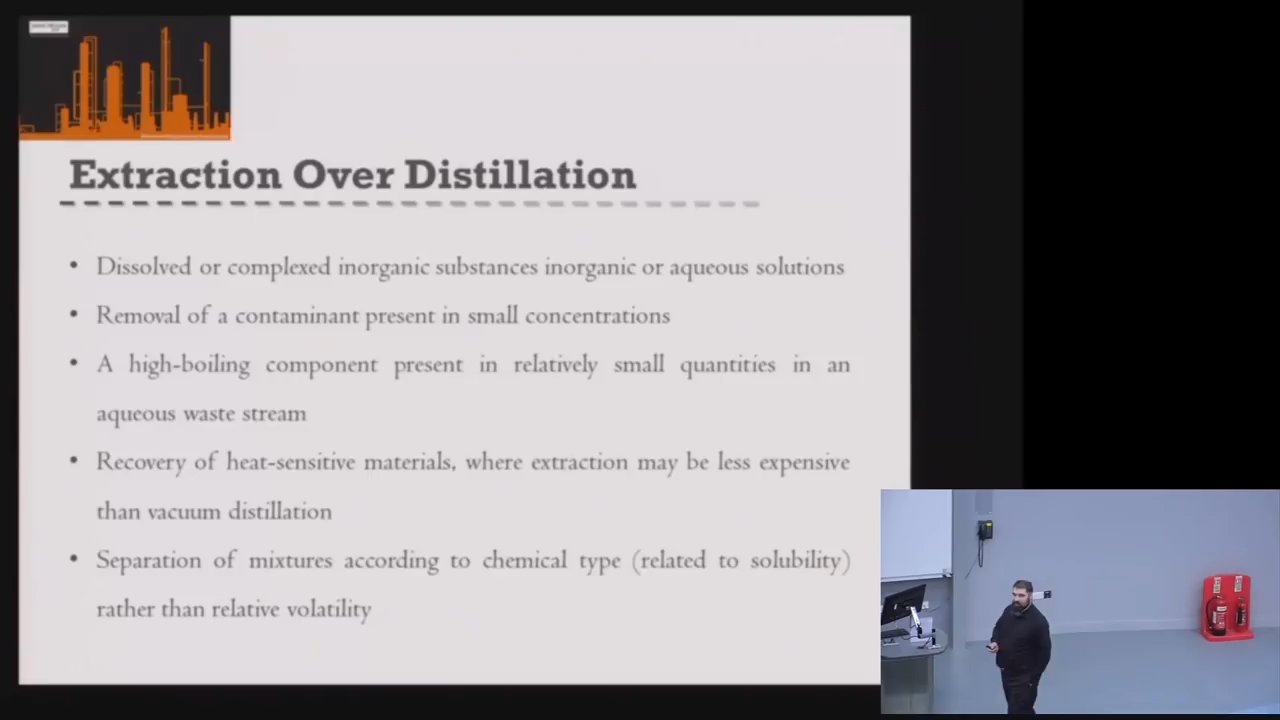 Extraction Over Distillation
• Dissolved or complexed inorganic substances inorganic or aqueous solutions
• Removal of a contaminant present in small concentrations
• A high-boiling component present in relatively small quantities in an
aqueous waste stream
• Recovery of heat-sensitive materials, where extraction may be less expensive
than vacuum distillation
• Separation of mixtures according to chemical type (related to solubility)
rather than relative volatility